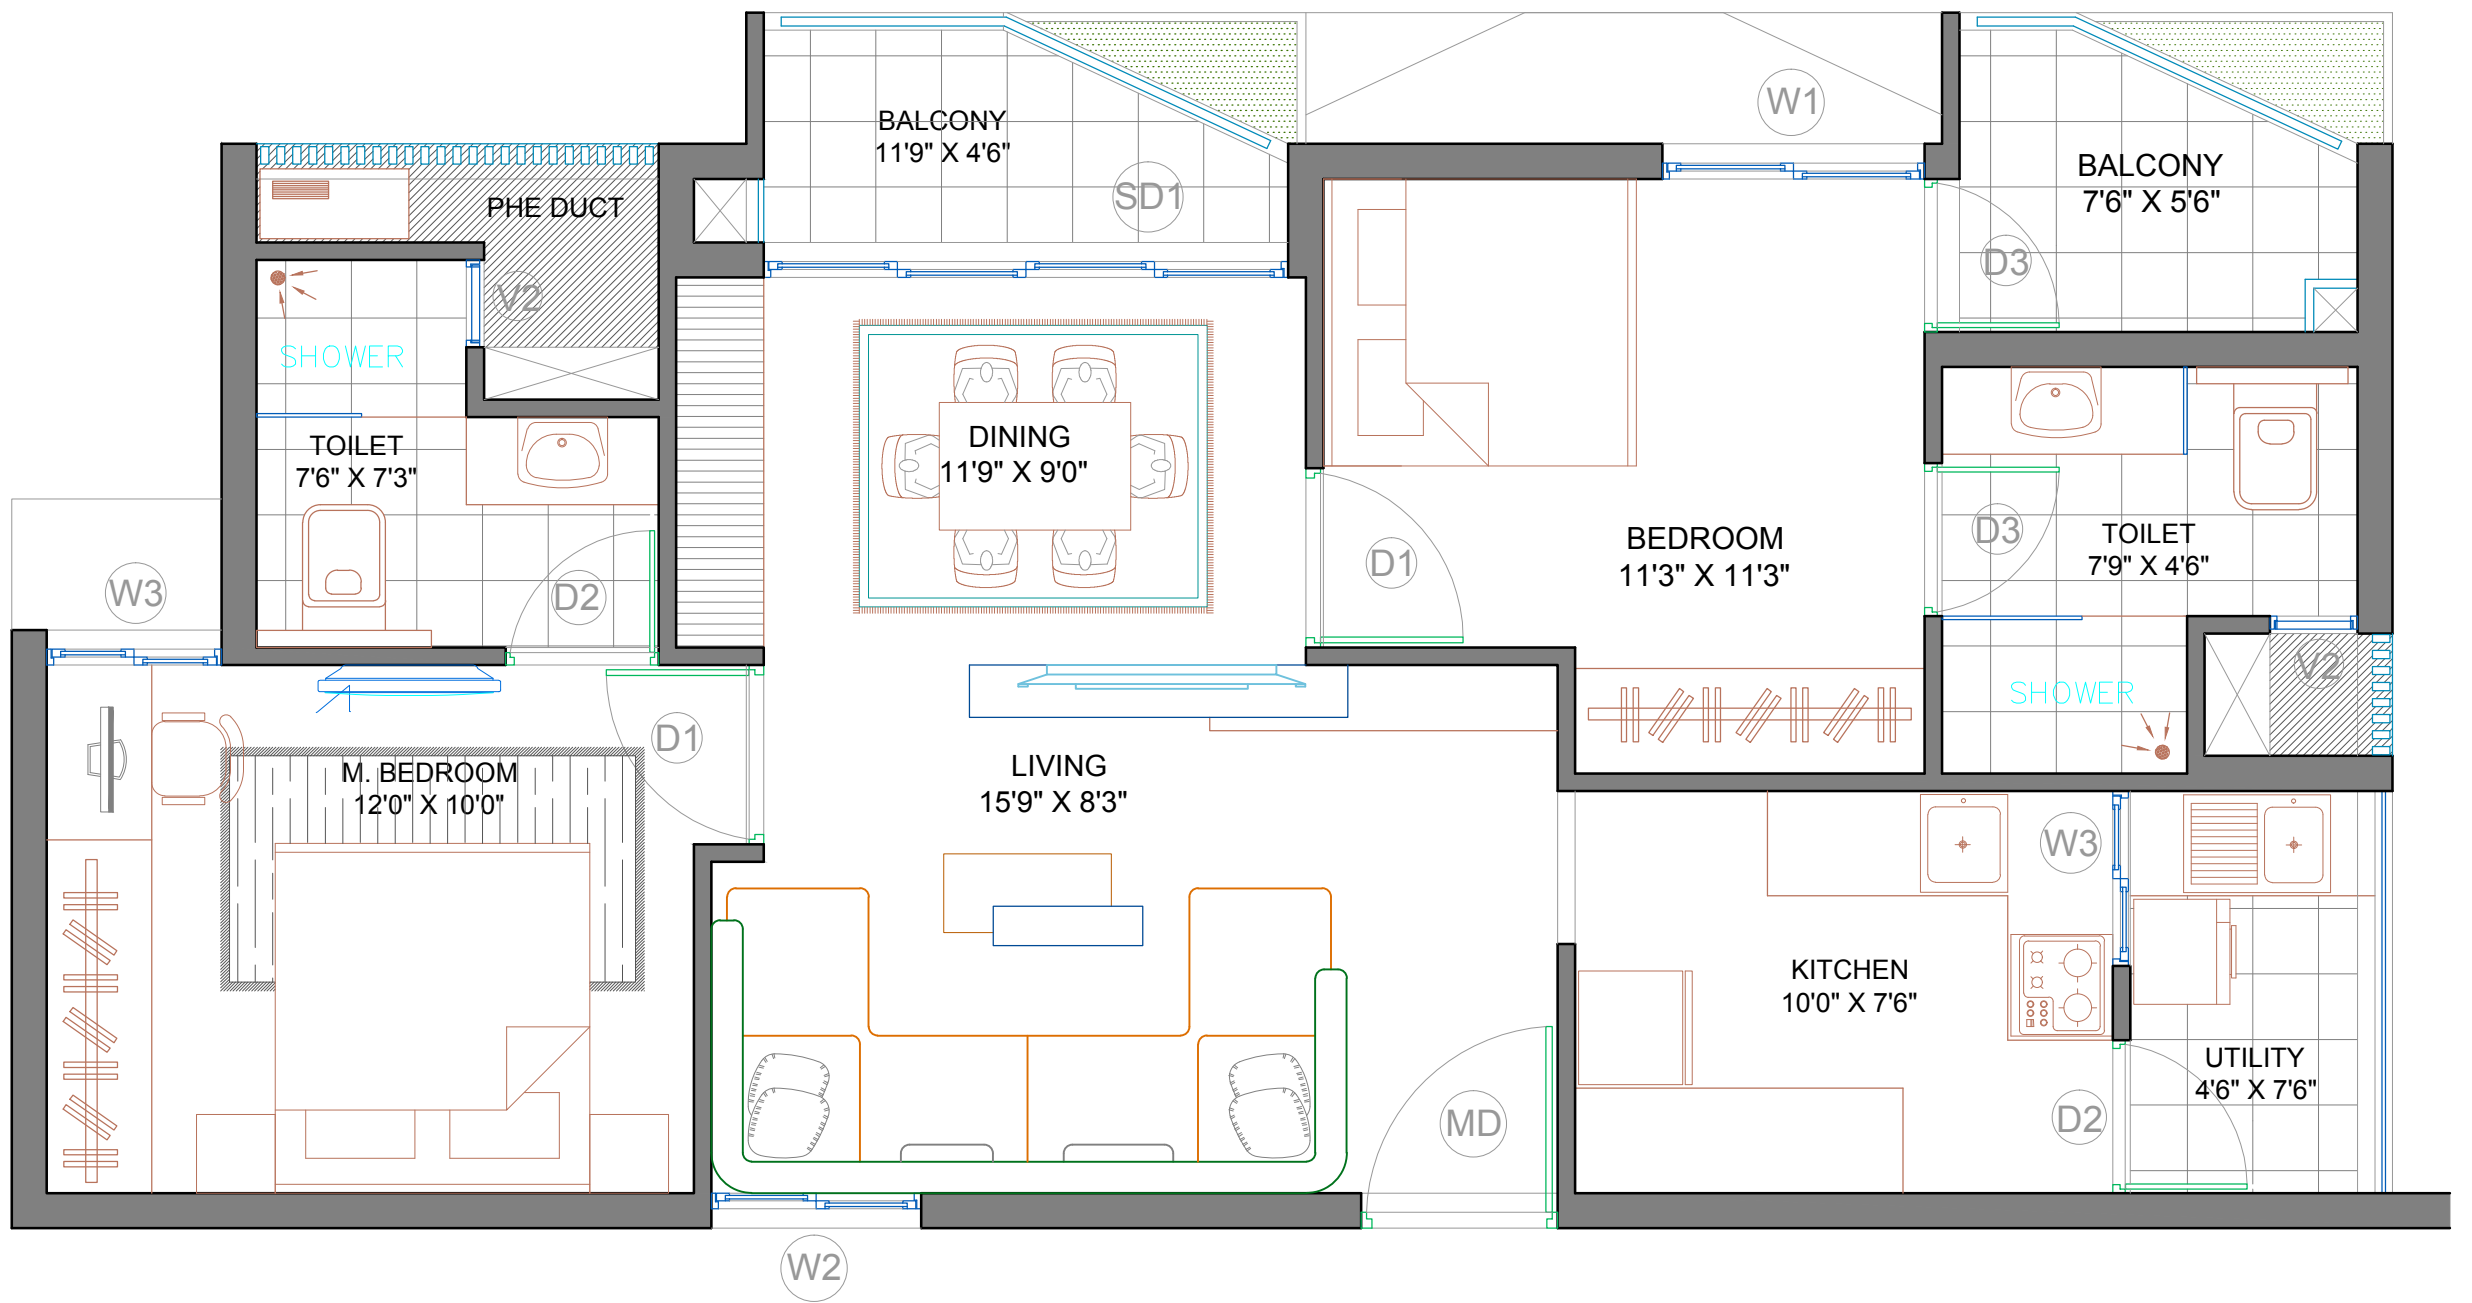 W1
BALCONY
11'9" X 4'6"
BALCONY
7'6" X 5'6"
SD1
PHE DUCT
D3
V2
SHOWER
TOILET
7'6" X 7'3"
DINING
11'9" X 9'0"
D3
BEDROOM
11'3" X 11'3"
TOILET
7'9" X 4'6"
D1
W3
D2
V2
SHOWER
D1
M. BEDROOM
12'0" X 10'0"
LIVING
15'9" X 8'3"
W3
KITCHEN
10'0" X 7'6"
UTILITY
4'6" X 7'6"
MD
D2
W2